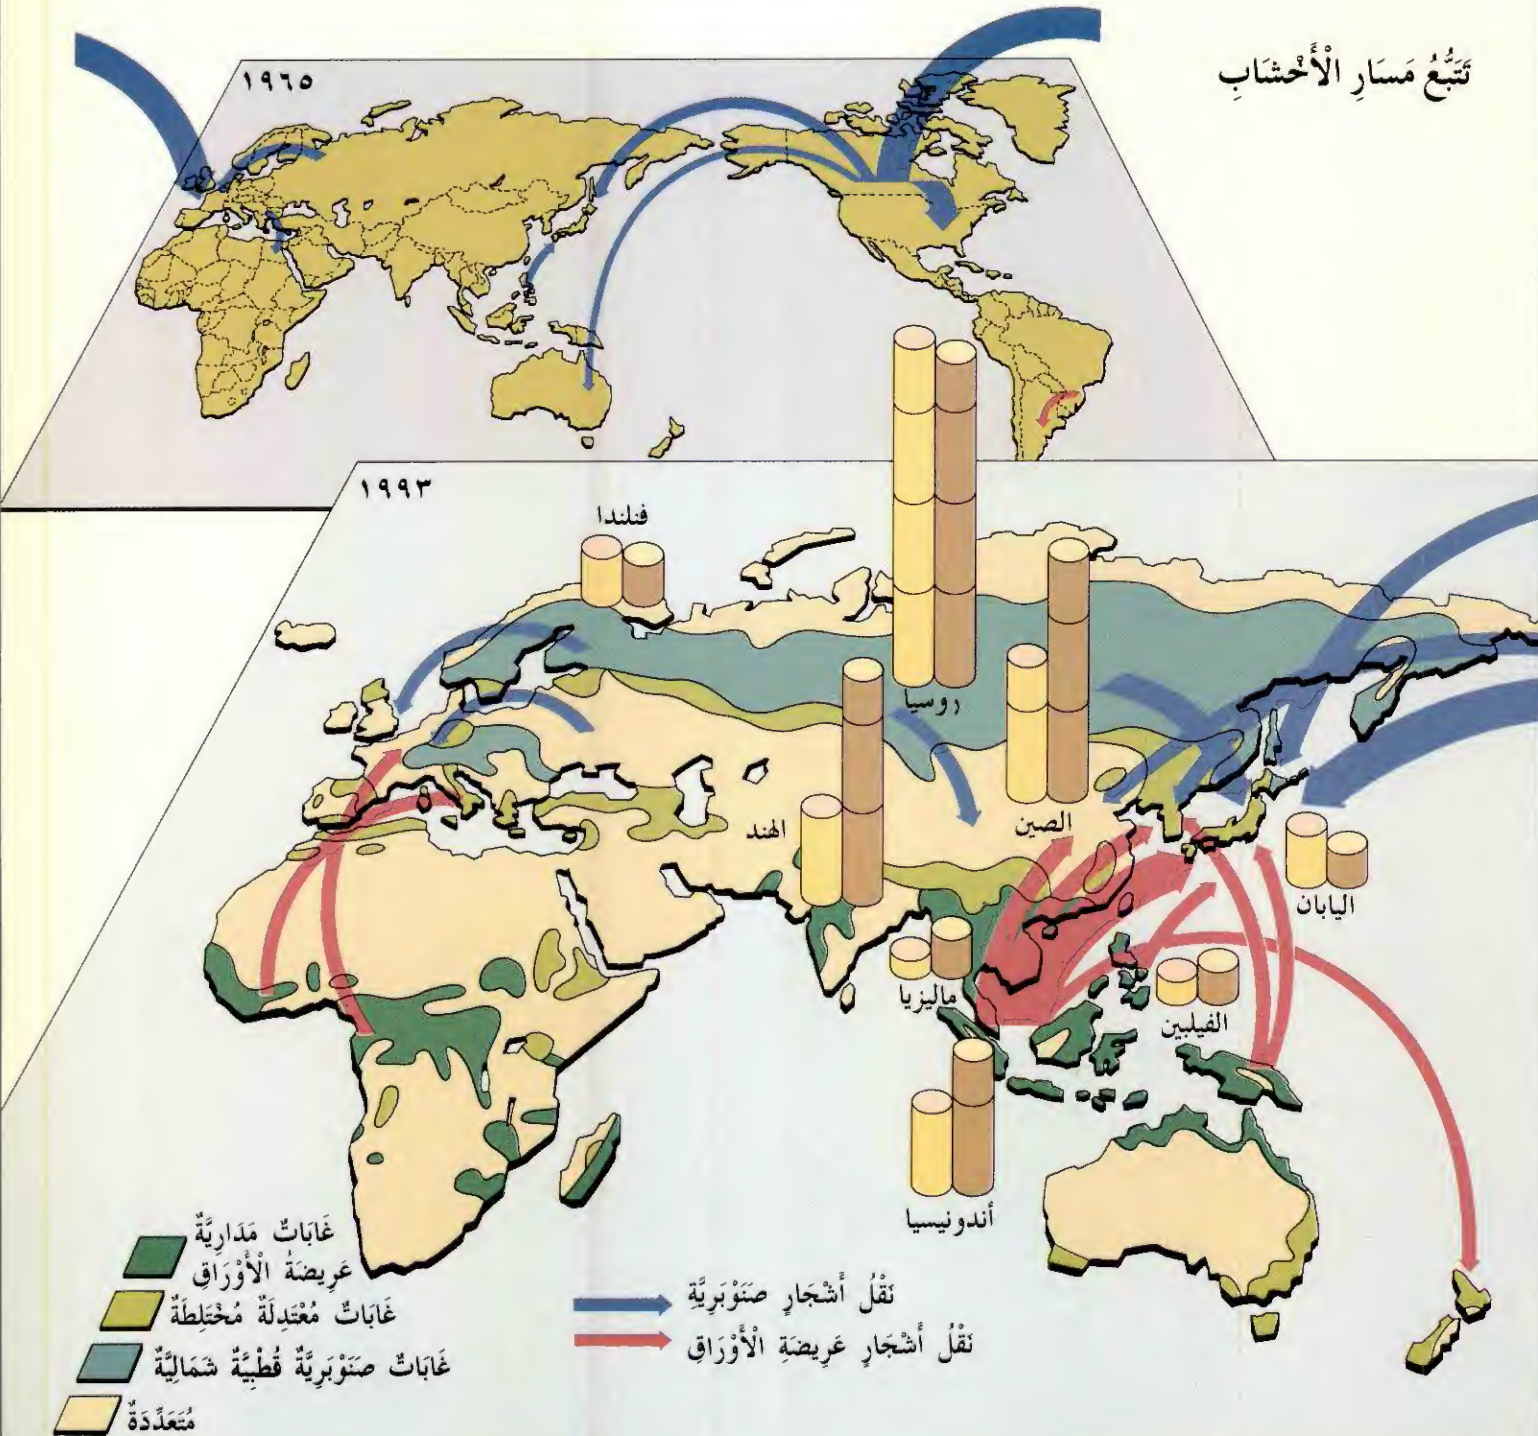 تَتَبُّعُ مَسَارِ الْأَخْشَابِ
١٩٦٥
١٩٩٣
فنلندا
روسيا
الصين
الهند
اليابان
ماليزيا
الفيلبين
أندونيسيا
غَابَاتٌ مَدَارِيَّةٌ
عَرِيضَةُ الْأَوْرَاقِ
غَابَاتٌ مُعْتَدِلَةٌ مُخْتَلِطَةٌ
غَابَاتٌ صَنَوْبَرِيَّةٌ قُطْبِيَّةٌ شَمَالِيَّةٌ
مُتَعَدِّدَةٌ
نَقْلُ أَشْجَارٍ صَنَوْبَرِيَّةِ
نَقْلُ أَشْجَارٍ عَرِيضَةِ الْأَوْرَاقِ